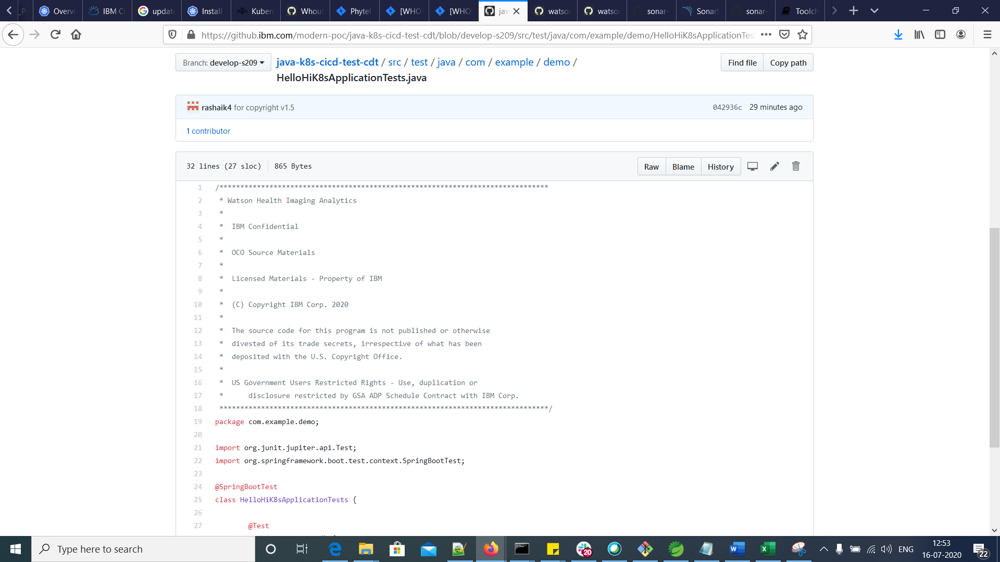 Overvi
IBM Cl
updat
Install
Kuber
Whou
Phytel
[WHO
[WHO
jav
watso
watso
sonar-
SonarS
sonar-
Toolch
https://github.ibm.com/modern-poc/java-k8s-cicd-test-cdt/blob/develop-s209/src/test/java/com/example/demo/HelloHiK8sApplicationTes
Branch: develop-s209
java-k8s-cicd-test-cdt / src / test / java / com / example / demo /
HelloHiK8sApplicationTests.java
Find file
Copy path
rashaik4 for copyright v1.5
042936c 29 minutes ago
1 contributor
32 lines (27 sloc) 865 Bytes
Raw
Blame
History
1 /*******************************************************************************
2 * Watson Health Imaging Analytics
3 *
4 * IBM Confidential
5 *
6 * OCO Source Materials
7 *
8 * Licensed Materials - Property of IBM
9 *
10 * (C) Copyright IBM Corp. 2020
11 *
12 * The source code for this program is not published or otherwise
13 * divested of its trade secrets, irrespective of what has been
14 * deposited with the U.S. Copyright Office.
15 *
16 * US Government Users Restricted Rights - Use, duplication or
17 * disclosure restricted by GSA ADP Schedule Contract with IBM Corp.
18 *******************************************************************************/
19 package com.example.demo;
20
21 import org.junit.jupiter.api.Test;
22 import org.springframework.boot.test.context.SpringBootTest;
23
24 @SpringBootTest
25 class HelloHiK8sApplicationTests {
26
27 @Test
Type here to search
20
ENG
12:53
16-07-2020
22